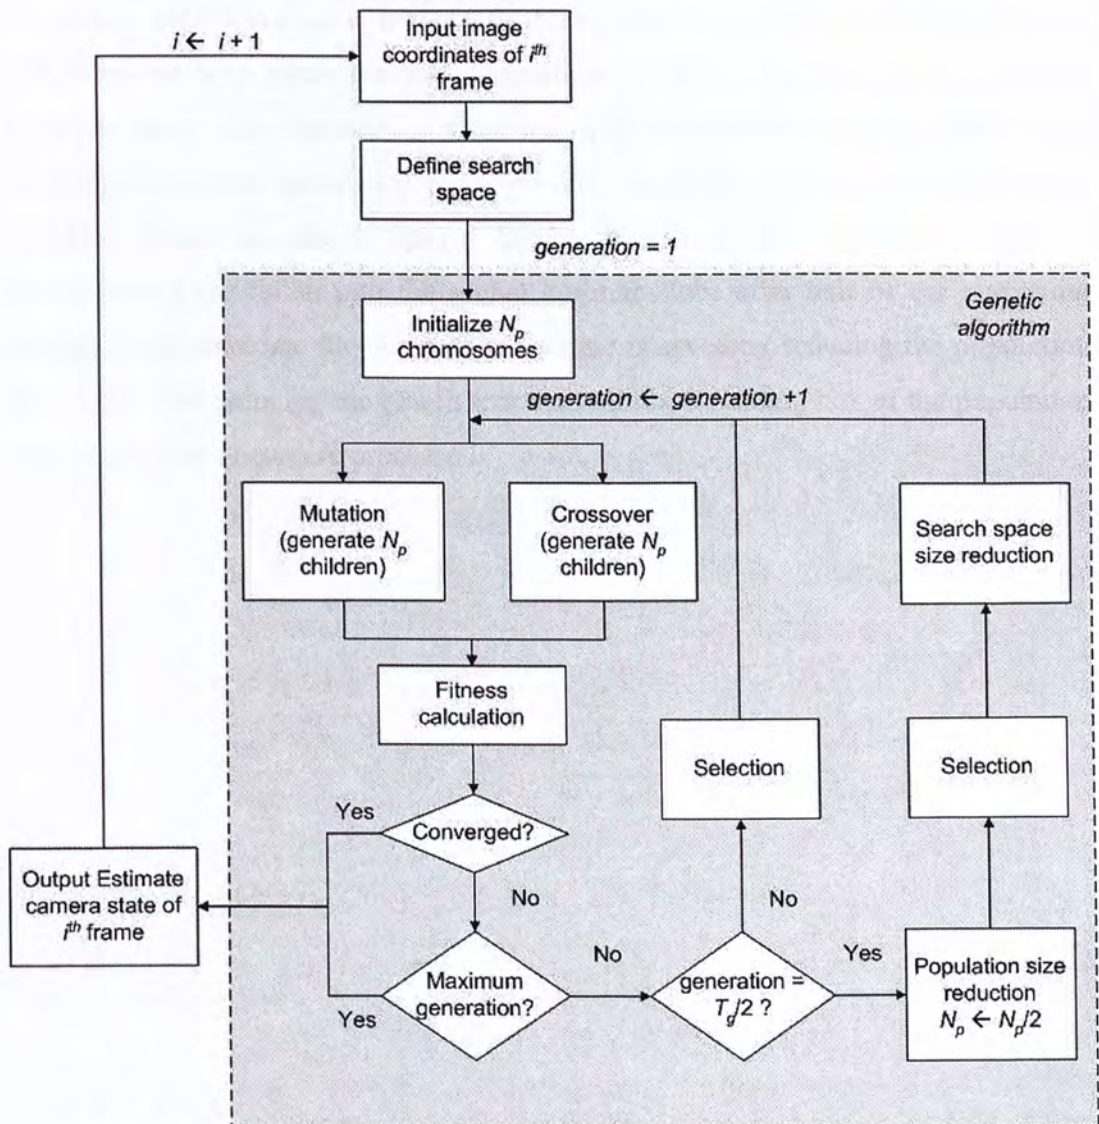 i ← i + 1
Input image
coordinates of iᵗʰ
frame
Define search
space
generation = 1
Genetic
algorithm
Initialize Nₚ
chromosomes
generation ← generation +1
Mutation
(generate Nₚ
children)
Crossover
(generate Nₚ
children)
Search space
size reduction
Fitness
calculation
Selection
Selection
Yes
Converged?
Output Estimate
camera state of
iᵗʰ frame
No
No
Maximum
generation?
Yes
No
generation =
T_g/2 ?
Yes
Population size
reduction
Nₚ ← Nₚ/2